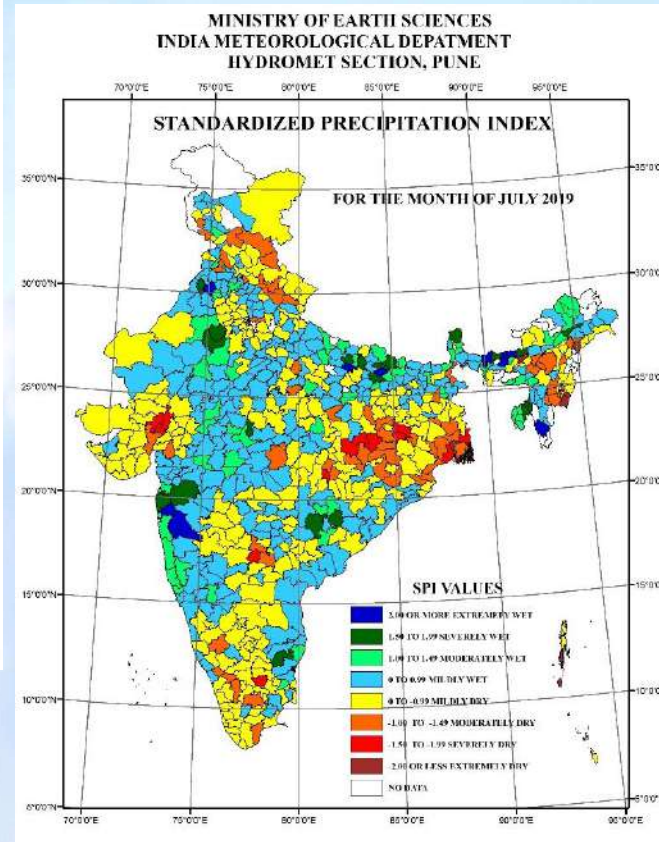 MINISTRY OF EARTH SCIENCES
INDIA METEOROLOGICAL DEPATMENT
HYDROMET SECTION, PUNE
70°0'0"E 75°0'0"E 80°0'0"E 85°0'0"E 90°0'0"E 95°0'0"E
STANDARDIZED PRECIPITATION INDEX
35°0'0"N 35°0'0"N
FOR THE MONTH OF JULY 2019
30°0'0"N 30°0'0"N
25°0'0"N 25°0'0"N
20°0'0"N 20°0'0"N
15°0'0"N 15°0'0"N
10°0'0"N 10°0'0"N
5°0'0"N 5°0'0"N
SPI VALUES
2.00 OR MORE EXTREMELY WET
1.50 TO 1.99 SEVERELY WET
1.00 TO 1.49 MODERATELY WET
0 TO 0.99 MILDLY WET
0 TO -0.99 MILDLY DRY
-1.00 TO -1.49 MODERATELY DRY
-1.50 TO -1.99 SEVERELY DRY
-2.00 OR LESS EXTREMELY DRY
NO DATA
70°0'0"E 75°0'0"E 80°0'0"E 85°0'0"E 90°0'0"E 95°0'0"E